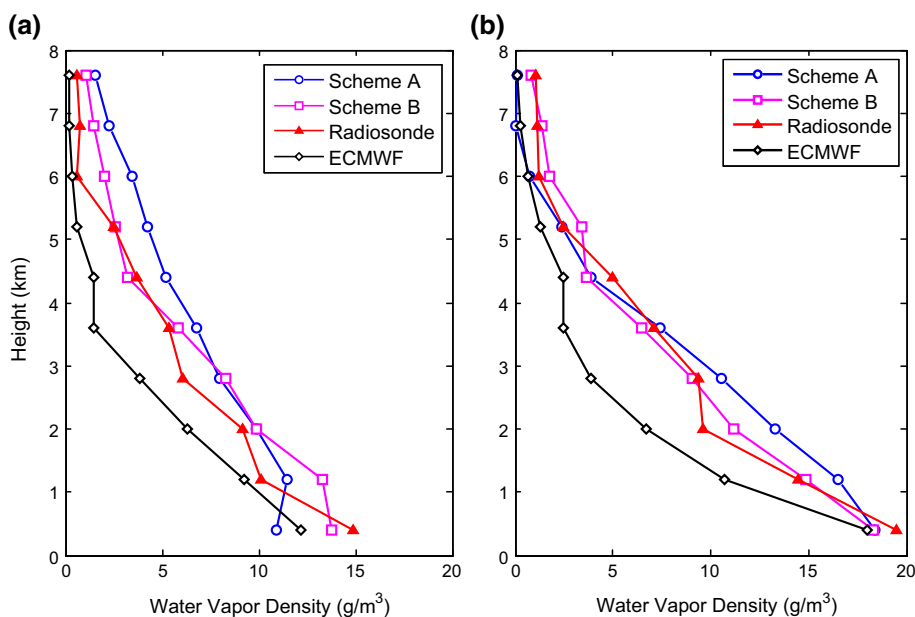 (a)
8
7
6
5
4
3
2
1
0
0 5 10 15 20
Height (km)
Water Vapor Density (g/m³)
Scheme A
Scheme B
Radiosonde
ECMWF
(b)
8
7
6
5
4
3
2
1
0
0 5 10 15 20
Water Vapor Density (g/m³)
Scheme A
Scheme B
Radiosonde
ECMWF